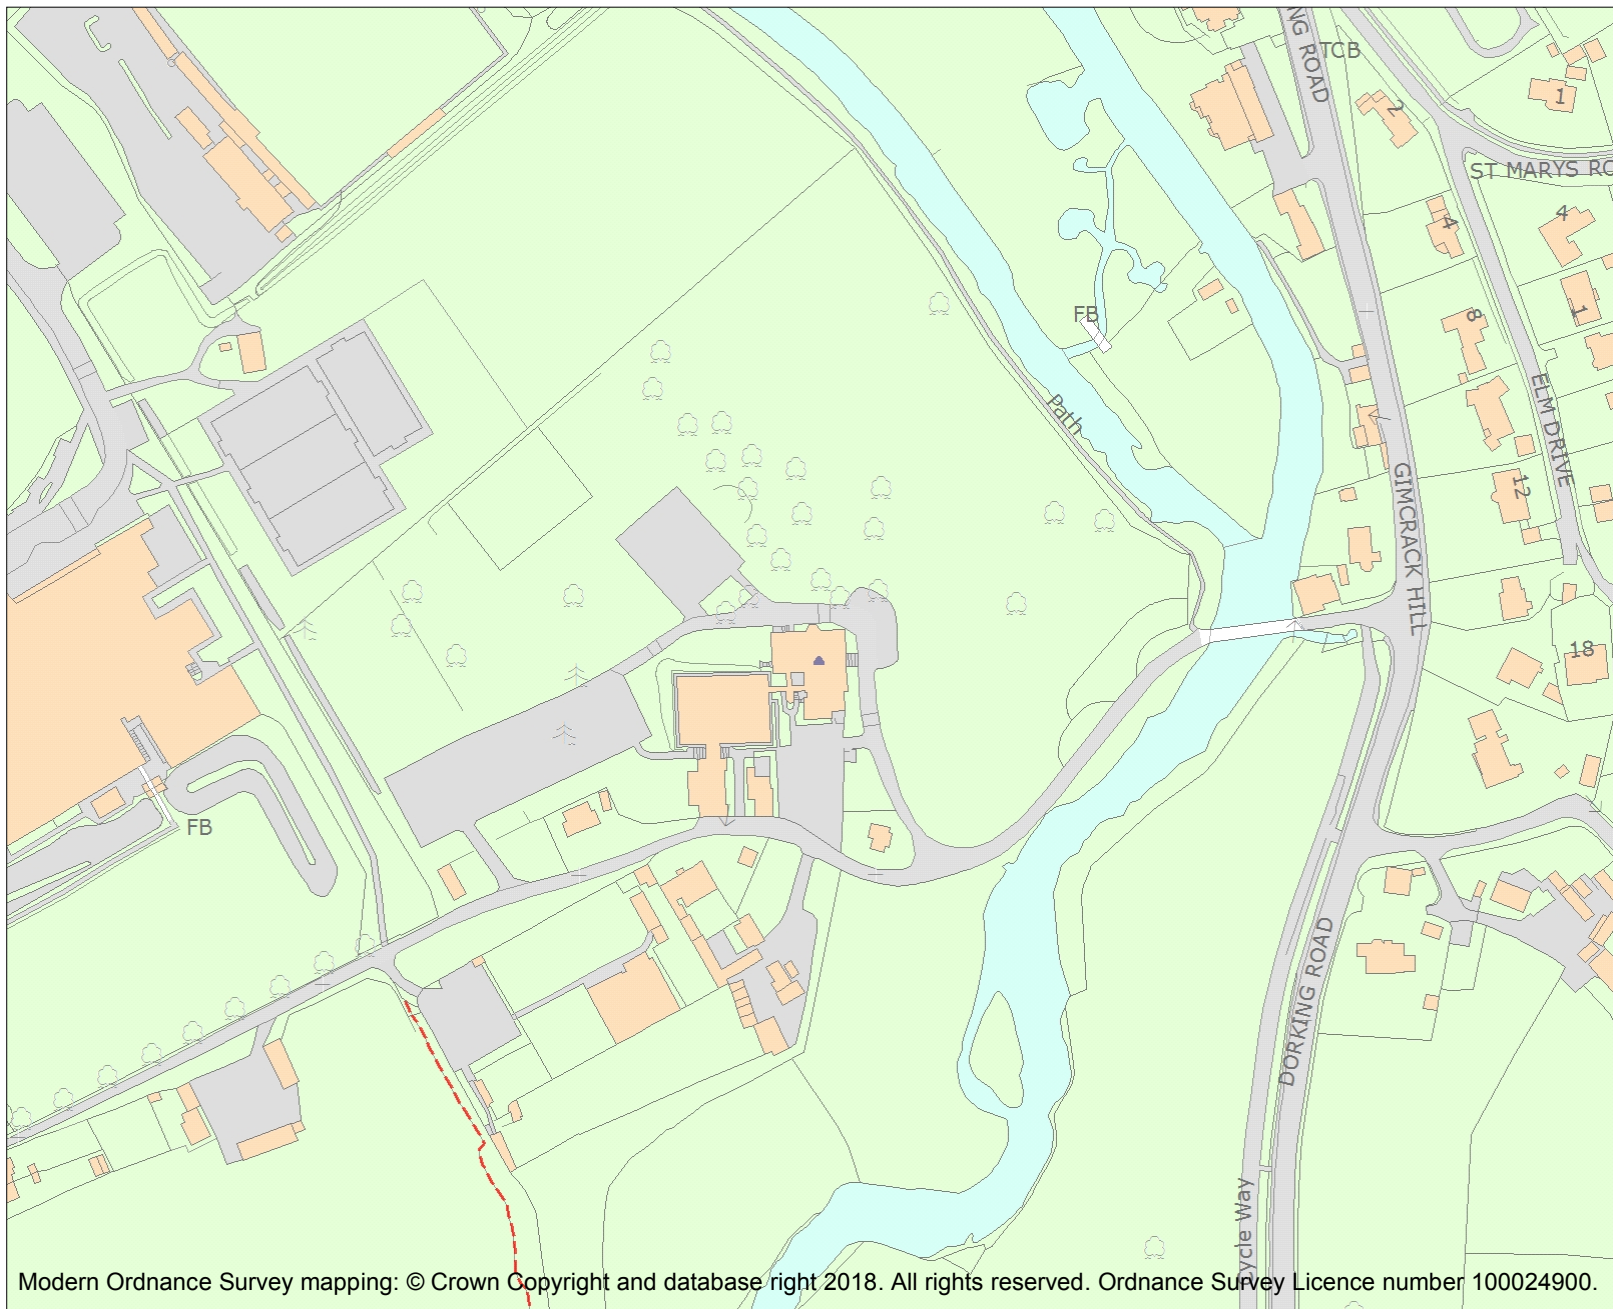 NG ROAD
TCB
2
1
ST MARYS RO
4
4
FB
1
8
Path
ELM DRIVE
GIMCRACK HILL
12
18
FB
DORKING ROAD
ycle Way
Modern Ordnance Survey mapping: © Crown Copyright and database right 2018. All rights reserved. Ordnance Survey Licence number 100024900.